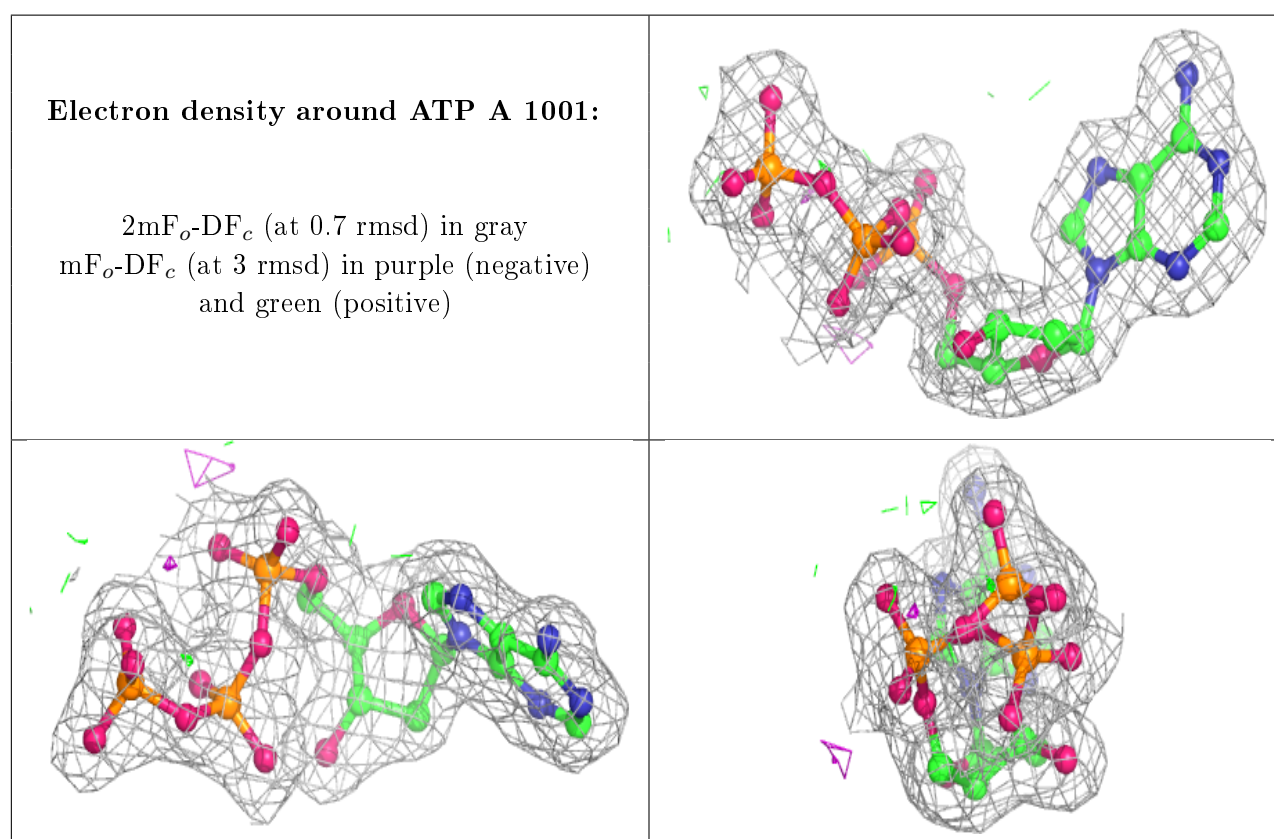 Electron density around ATP A 1001:
2mFo-DFc (at 0.7 rmsd) in gray
mFo-DFc (at 3 rmsd) in purple (negative)
and green (positive)